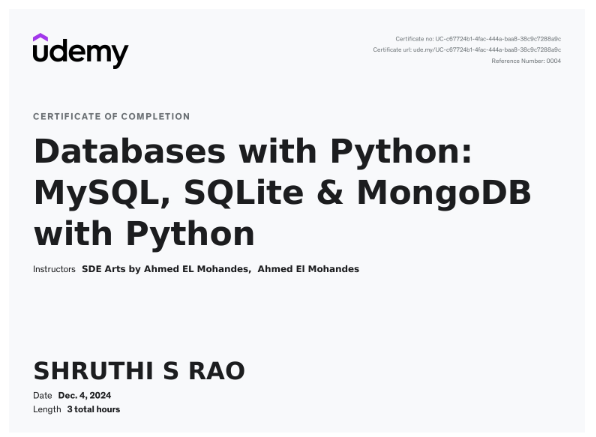 udemy
Certificate no: UC-c677724b1-4fac-444a-baa8-38c9c7288a9c
Certificate url: ude.my/UC-c677724b1-4fac-444a-baa8-38c9c7288a9c
Reference Number: 0004
CERTIFICATE OF COMPLETION
Databases with Python:
MySQL, SQLite & MongoDB
with Python
Instructors SDE Arts by Ahmed EL Mohandes, Ahmed El Mohandes
SHRUTHI S RAO
Date Dec. 4, 2024
Length 3 total hours